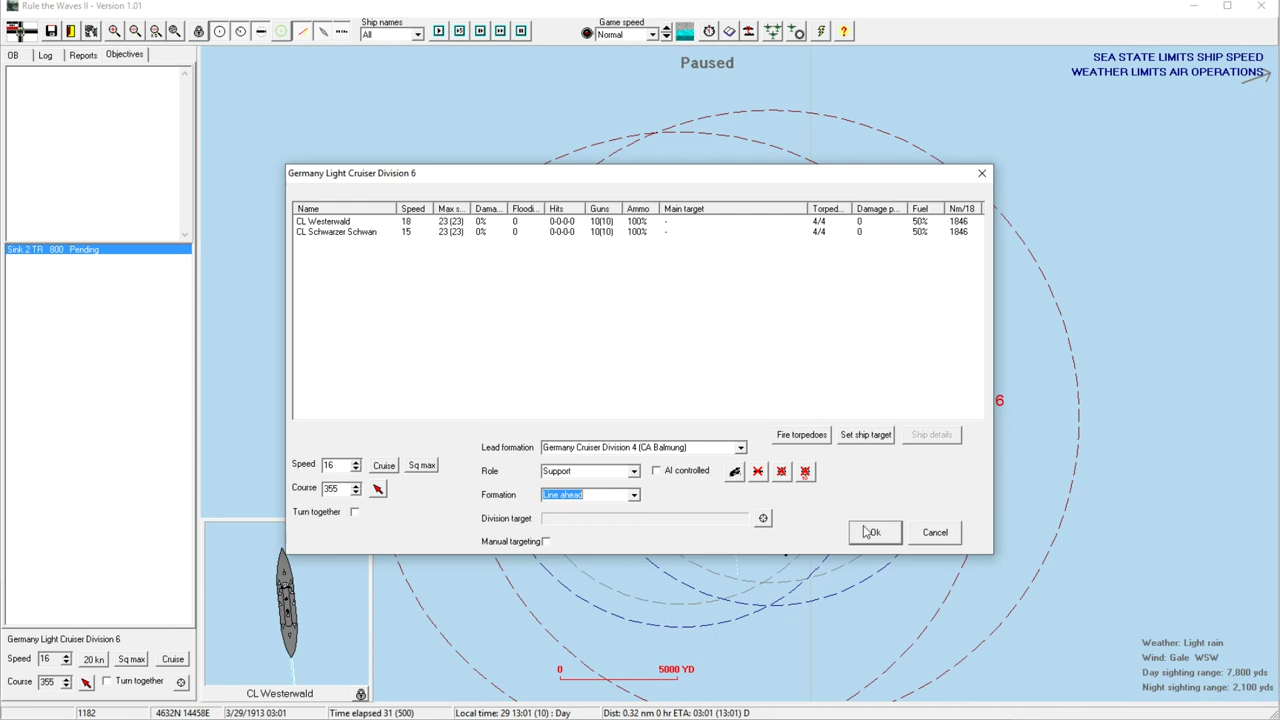 Rule the Waves II - Version 1.01
Ship names
All
Game speed
Normal
OB Log Reports Objectives
Paused
SEA STATE LIMITS SHIP SPEED
WEATHER LIMITS AIR OPERATIONS
Sink 2 TR 800 Pending
Germany Light Cruiser Division 6
Name Speed Max s... Dama... Floodi... Hits Guns Ammo Main target Torped... Damage p... Fuel Nm/18
CL Westerwald 18 23 (23) 0% 0 0-0-0-0 10(10) 100% - 4/4 0 50% 1846
CL Schwarzer Schwan 15 23 (23) 0% 0 0-0-0-0 10(10) 100% - 4/4 0 50% 1846
6
Fire torpedoes Set ship target Ship details
Lead formation Germany Cruiser Division 4 (CA Balmung)
Speed 16 Cruise Sq max
Role Support AI controlled
Course 355
Formation Line ahead
Turn together
Division target
Manual targeting
Ok Cancel
Germany Light Cruiser Division 6
Speed 16 20 kn Sq max Cruise
Course 355 Turn together
CL Westerwald
0 5000 YD
Weather: Light rain
Wind: Gale WSW
Day sighting range: 7,800 yds
Night sighting range: 2,100 yds
1182 4632N 14458E 3/29/1913 03:01 Time elapsed 31 (500) Local time: 29 13:01 (10) : Day Dist: 0.32 nm 0 hr ETA: 03:01 (13:01) D